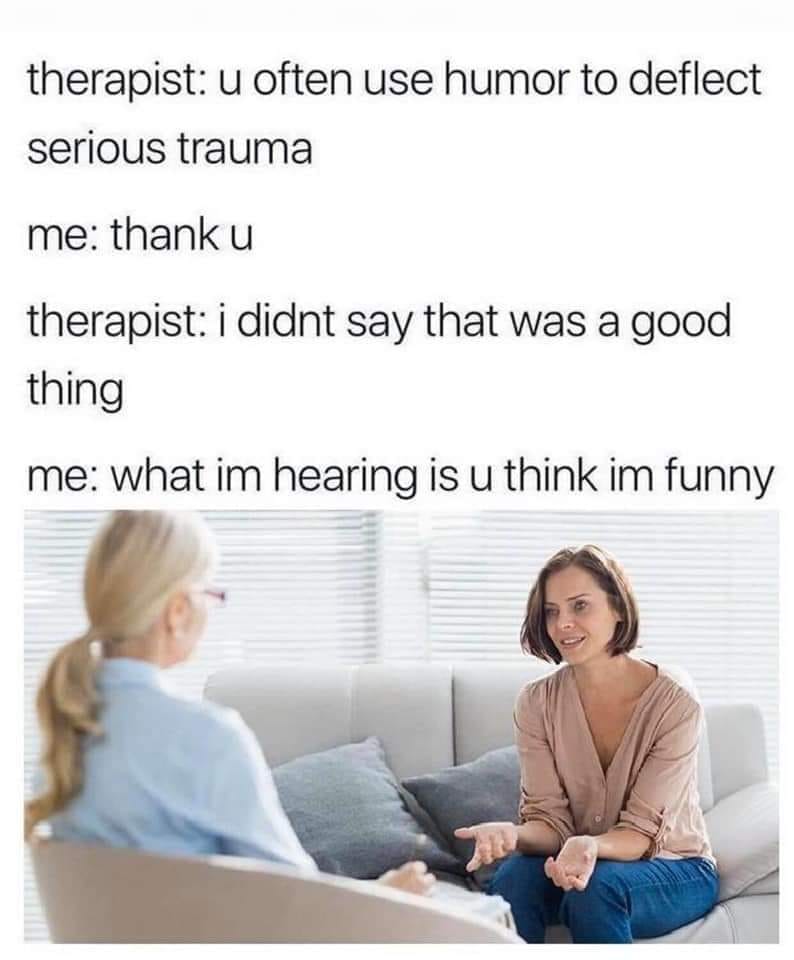 therapist: u often use humor to deflect
serious trauma
me: thank u
therapist: i didnt say that was a good
thing
me: what im hearing is u think im funny